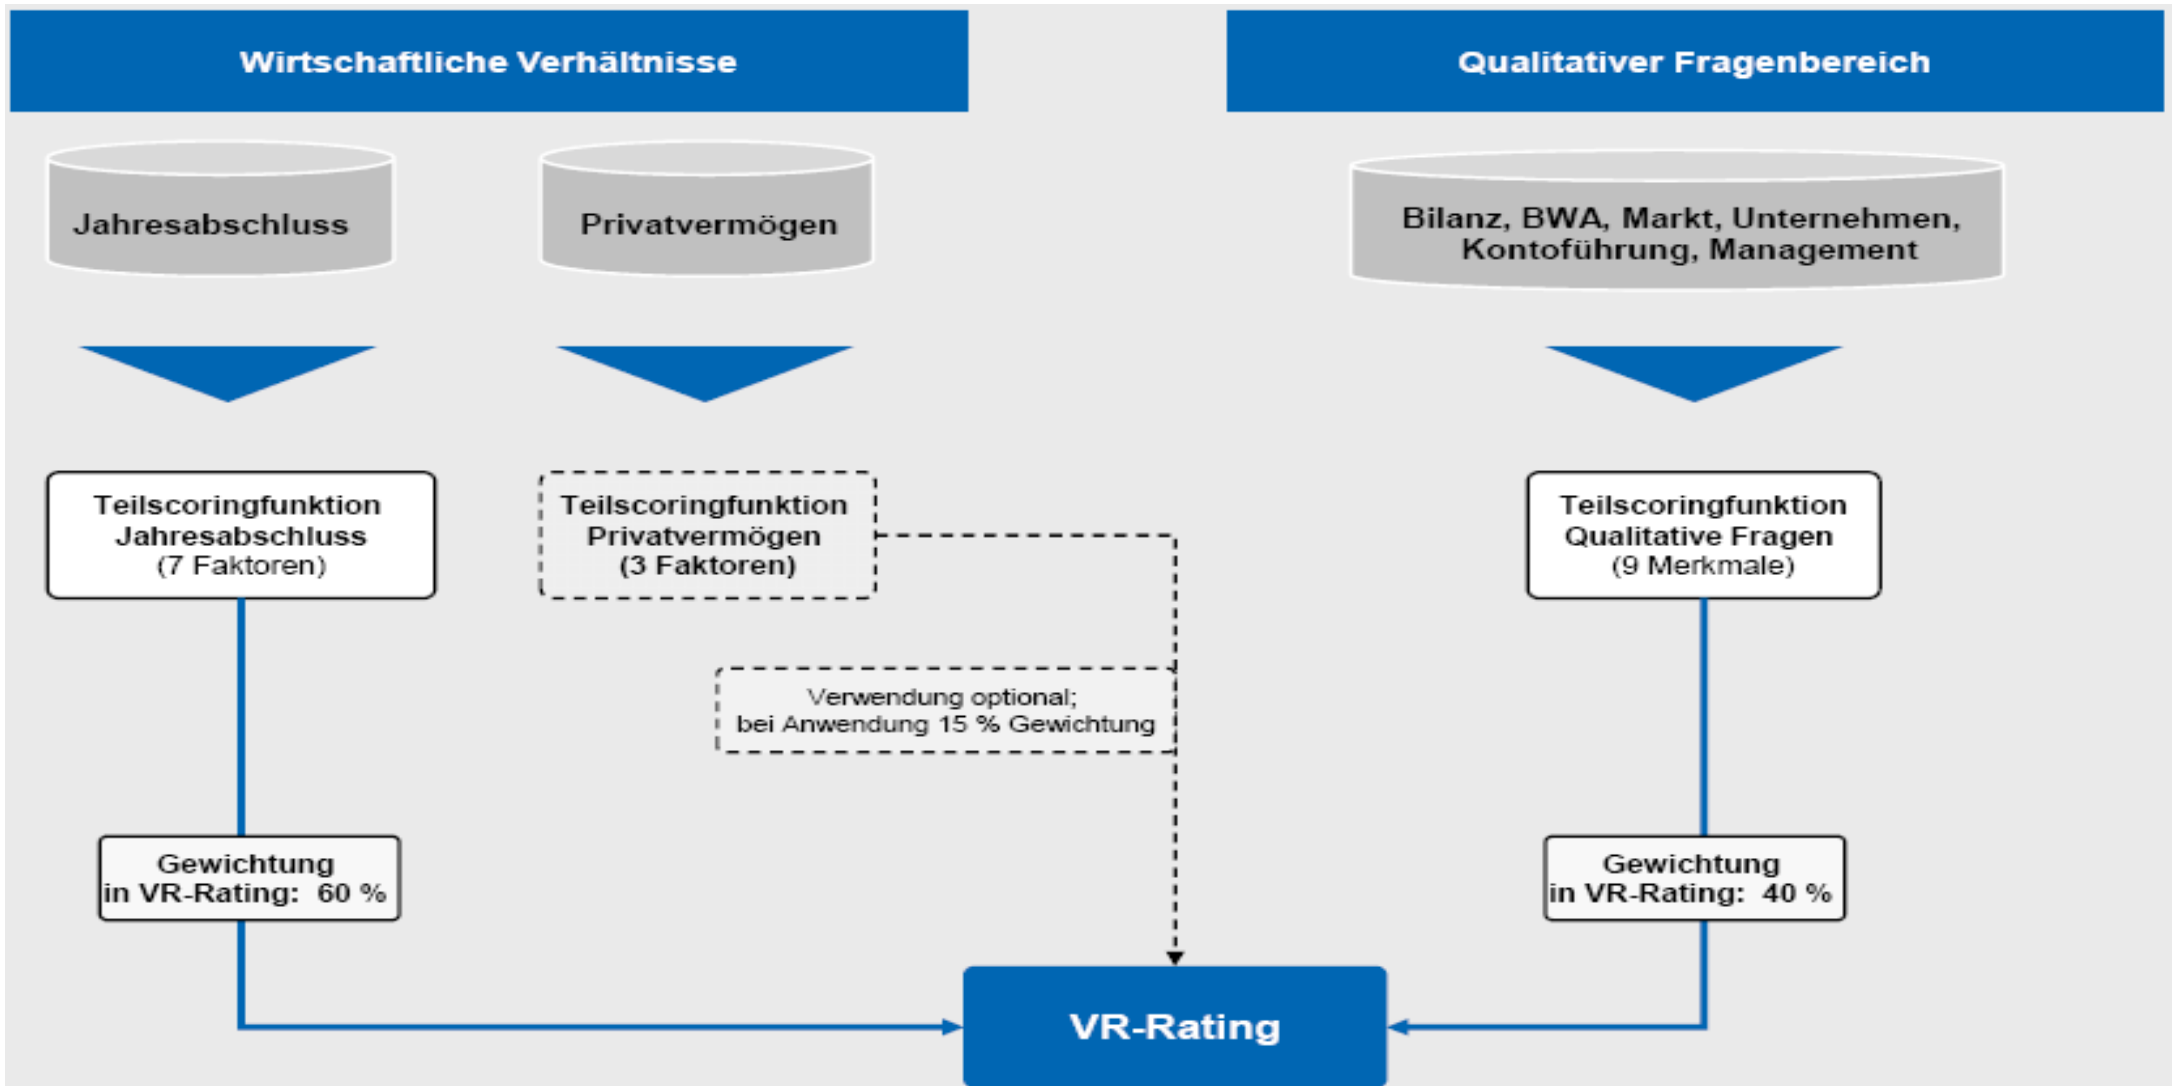 Wirtschaftliche Verhältnisse
Qualitativer Fragenbereich
Jahresabschluss
Privatvermögen
Bilanz, BWA, Markt, Unternehmen,
Kontoführung, Management
Teilscoringfunktion
Jahresabschluss
(7 Faktoren)
Teilscoringfunktion
Privatvermögen
(3 Faktoren)
Teilscoringfunktion
Qualitative Fragen
(9 Merkmale)
Verwendung optional;
bei Anwendung 15 % Gewichtung
Gewichtung
in VR-Rating: 60 %
Gewichtung
in VR-Rating: 40 %
VR-Rating